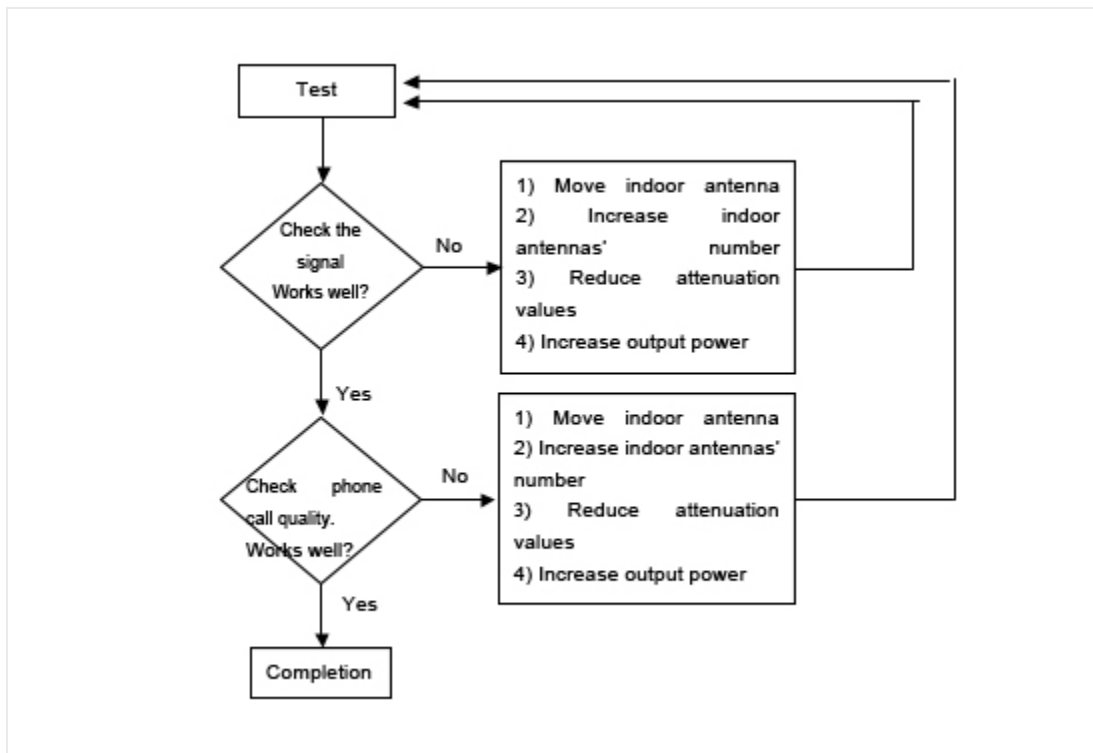 Test
Check the
signal
Works well?
No
1) Move indoor antenna
2) Increase indoor
antennas' number
3) Reduce attenuation
values
4) Increase output power
Yes
Check phone
call quality.
Works well?
No
1) Move indoor antenna
2) Increase indoor antennas'
number
3) Reduce attenuation
values
4) Increase output power
Yes
Completion